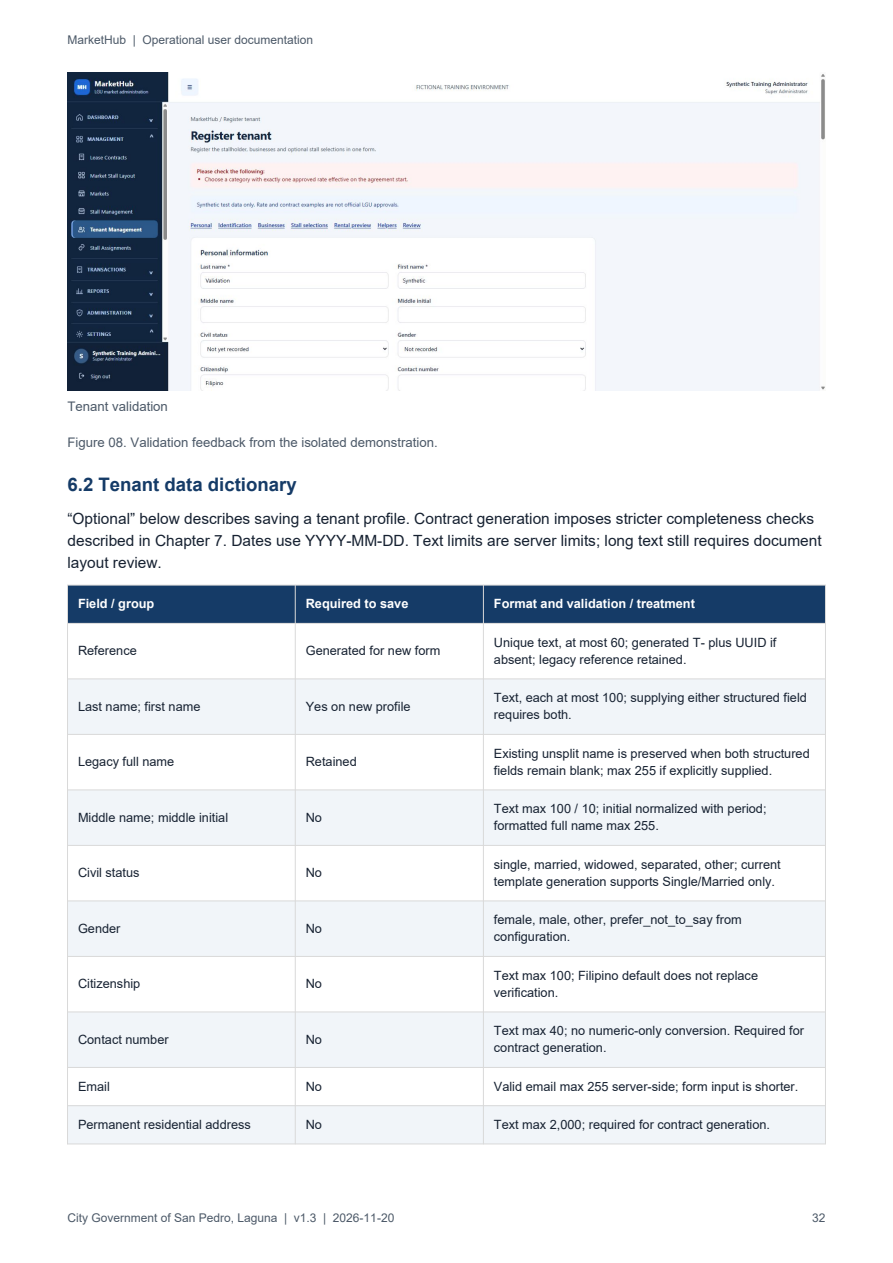 MarketHub | Operational user documentation
MH
MarketHub
LGU market administration
≡
FICTIONAL TRAINING ENVIRONMENT
Synthetic Training Administrator
Super Administrator
DASHBOARD
MANAGEMENT
Lease Contracts
Market Stall Layout
Markets
Stall Management
Tenant Management
Stall Assignments
TRANSACTIONS
REPORTS
ADMINISTRATION
SETTINGS
S
Synthetic Training Admini...
Super Administrator
Sign out
MarketHub / Register tenant
Register tenant
Register the stallholder, businesses and optional stall selections in one form.
Please check the following:
• Choose a category with exactly one approved rate effective on the agreement start.
Synthetic test data only. Rate and contract examples are not official LGU approvals.
Personal Identification Businesses Stall selections Rental preview Helpers Review
Personal information
Last name * First name *
Validation Synthetic
Middle name Middle initial
Civil status Gender
Not yet recorded Not recorded
Citizenship Contact number
Filipino
Tenant validation
Figure 08. Validation feedback from the isolated demonstration.
6.2 Tenant data dictionary
“Optional” below describes saving a tenant profile. Contract generation imposes stricter completeness checks
described in Chapter 7. Dates use YYYY-MM-DD. Text limits are server limits; long text still requires document
layout review.
Field / group Required to save Format and validation / treatment
Reference Generated for new form Unique text, at most 60; generated T- plus UUID if
absent; legacy reference retained.
Last name; first name Yes on new profile Text, each at most 100; supplying either structured field
requires both.
Legacy full name Retained Existing unsplit name is preserved when both structured
fields remain blank; max 255 if explicitly supplied.
Middle name; middle initial No Text max 100 / 10; initial normalized with period;
formatted full name max 255.
Civil status No single, married, widowed, separated, other; current
template generation supports Single/Married only.
Gender No female, male, other, prefer_not_to_say from
configuration.
Citizenship No Text max 100; Filipino default does not replace
verification.
Contact number No Text max 40; no numeric-only conversion. Required for
contract generation.
Email No Valid email max 255 server-side; form input is shorter.
Permanent residential address No Text max 2,000; required for contract generation.
City Government of San Pedro, Laguna | v1.3 | 2026-11-20 32